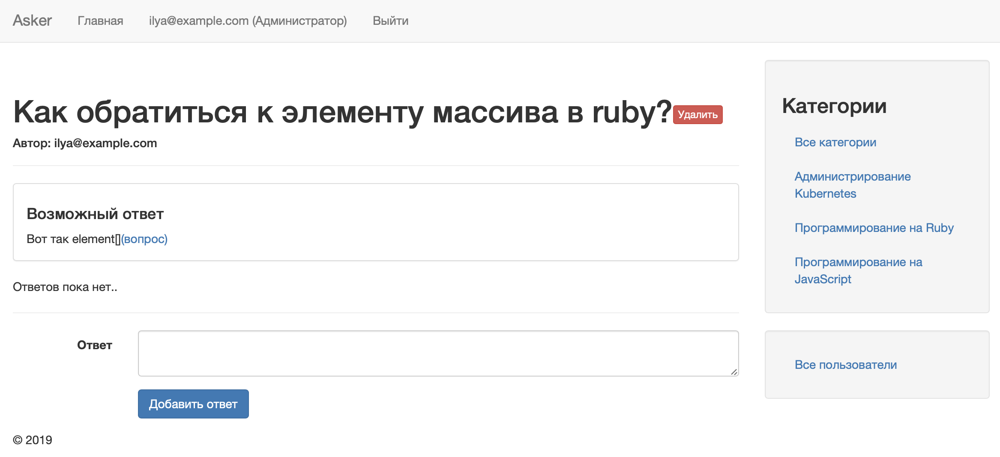 Asker Главная ilya@example.com (Администратор) Выйти
Как обратиться к элементу массива в ruby? Удалить
Автор: ilya@example.com
Возможный ответ
Вот так element[](вопрос)
Ответов пока нет..
Ответ
Добавить ответ
© 2019
Категории
Все категории
Администрирование
Kubernetes
Программирование на Ruby
Программирование на
JavaScript
Все пользователи